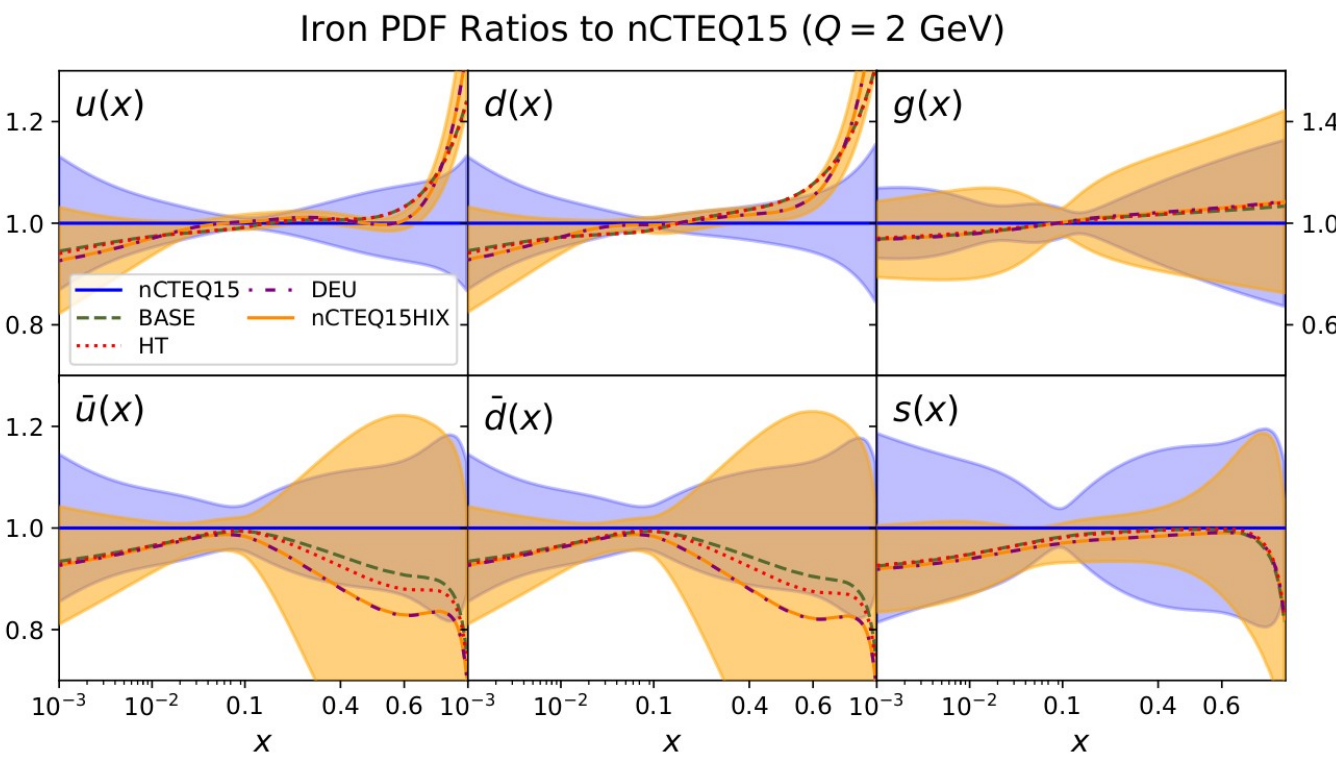 Iron PDF Ratios to nCTEQ15 (Q = 2 GeV)
u(x)
d(x)
g(x)
1.2
1.0
0.8
1.4
1.0
0.6
nCTEQ15
BASE
HT
DEU
nCTEQ15HIX
ū(x)
d̄(x)
s(x)
1.2
1.0
0.8
10⁻³ 10⁻² 0.1 0.4 0.6 10⁻³ 10⁻² 0.1 0.4 0.6 10⁻³ 10⁻² 0.1 0.4 0.6
x x x